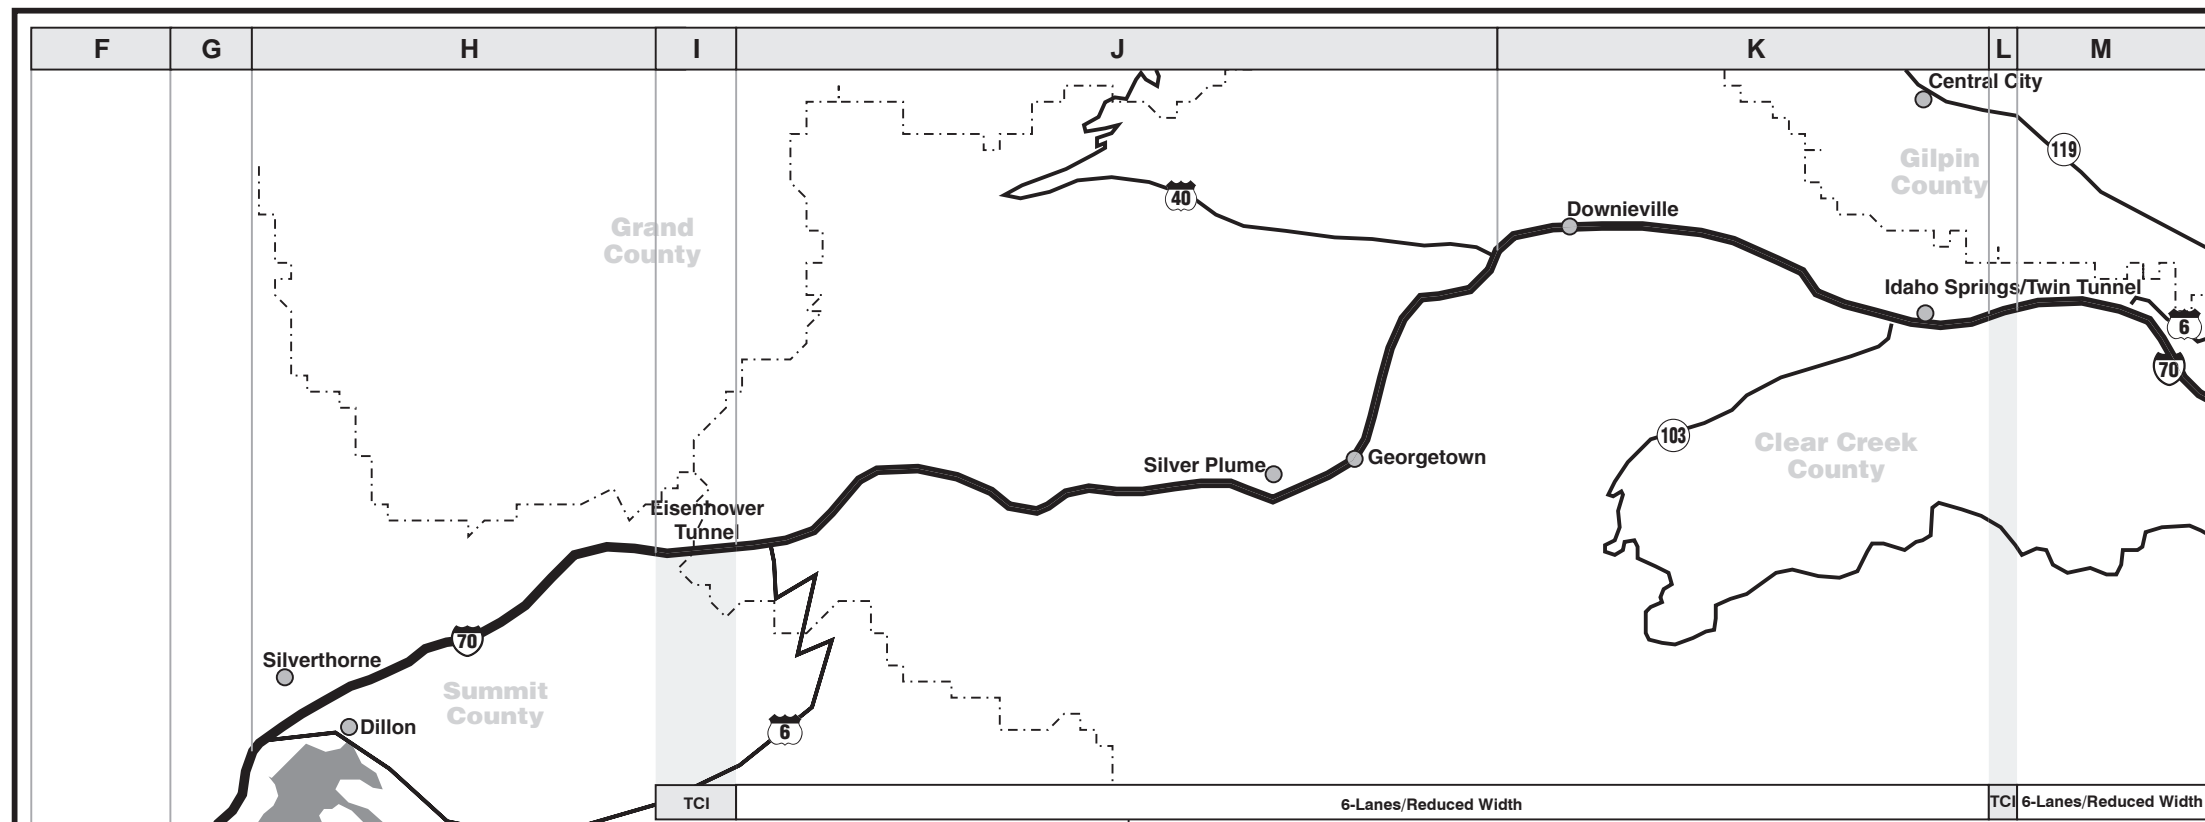 F G H I J K L M
Central City
119
Gilpin
County
40
Downieville
Grand
County
Idaho Springs/Twin Tunnel
6
70
103
Clear Creek
County
Silver Plume
Georgetown
Eisenhower
Tunnel
70
Silverthorne
Summit
County
Dillon
6
TCI 6-Lanes/Reduced Width TCI 6-Lanes/Reduced Width